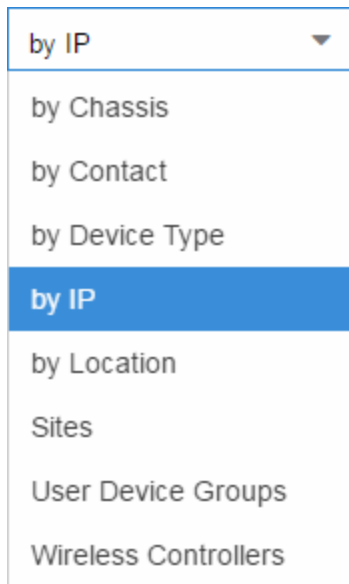 by IP
by Chassis
by Contact
by Device Type
by IP
by Location
Sites
User Device Groups
Wireless Controllers